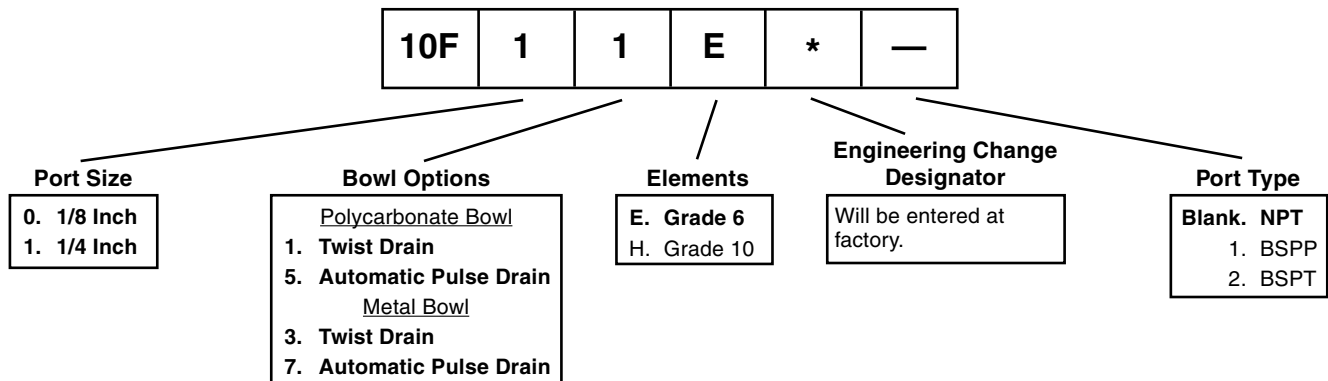 10F 1 1 E * —
Port Size
0. 1/8 Inch
1. 1/4 Inch
Bowl Options
Polycarbonate Bowl
1. Twist Drain
5. Automatic Pulse Drain
Metal Bowl
3. Twist Drain
7. Automatic Pulse Drain
Elements
E. Grade 6
H. Grade 10
Engineering Change
Designator
Will be entered at
factory.
Port Type
Blank. NPT
1. BSPP
2. BSPT